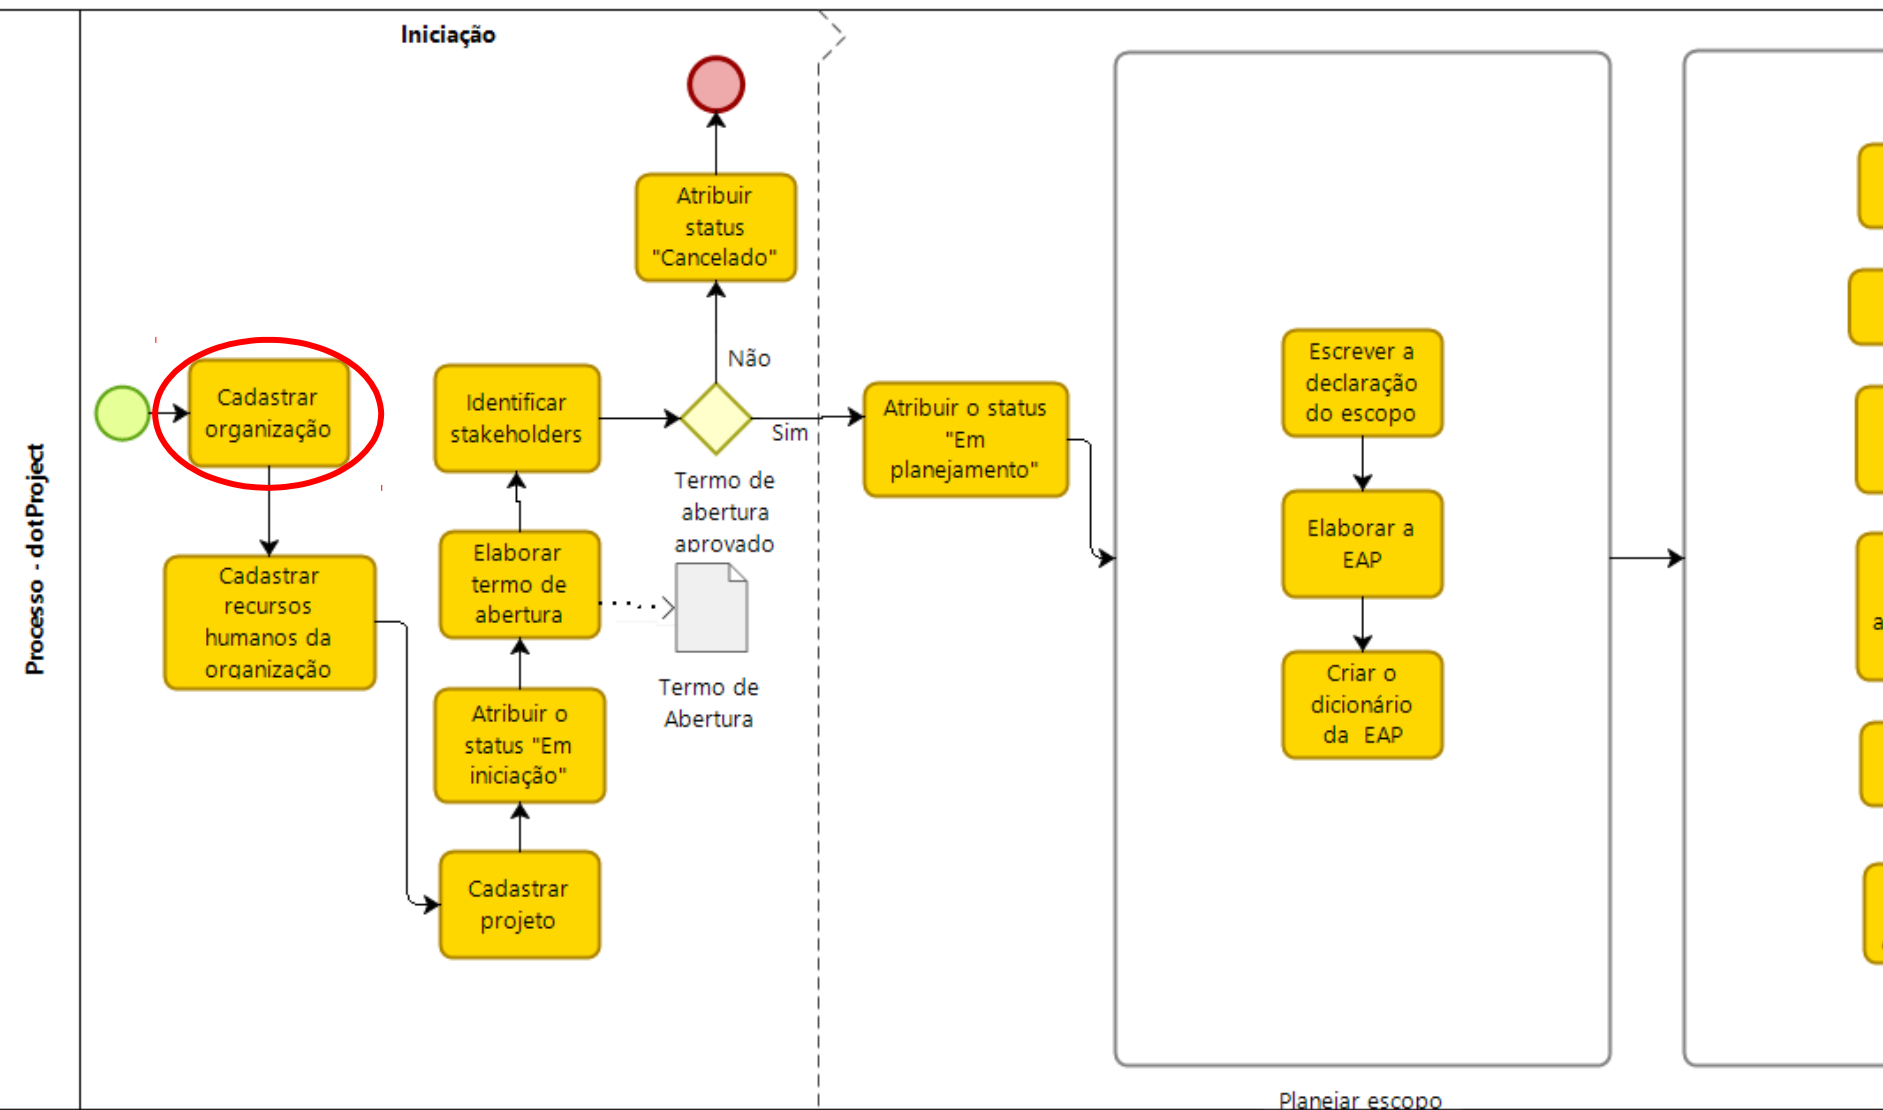 Processo - dotProject
Iniciação
Cadastrar
organização
Cadastrar
recursos
humanos da
organização
Cadastrar
projeto
Atribuir o
status "Em
iniciação"
Elaborar
termo de
abertura
Termo de
Abertura
Identificar
stakeholders
Termo de
abertura
aprovado
Não
Atribuir
status
"Cancelado"
Sim
Atribuir o status
"Em
planejamento"
Escrever a
declaração
do escopo
Elaborar a
EAP
Criar o
dicionário
da EAP
Planejar escopo
a